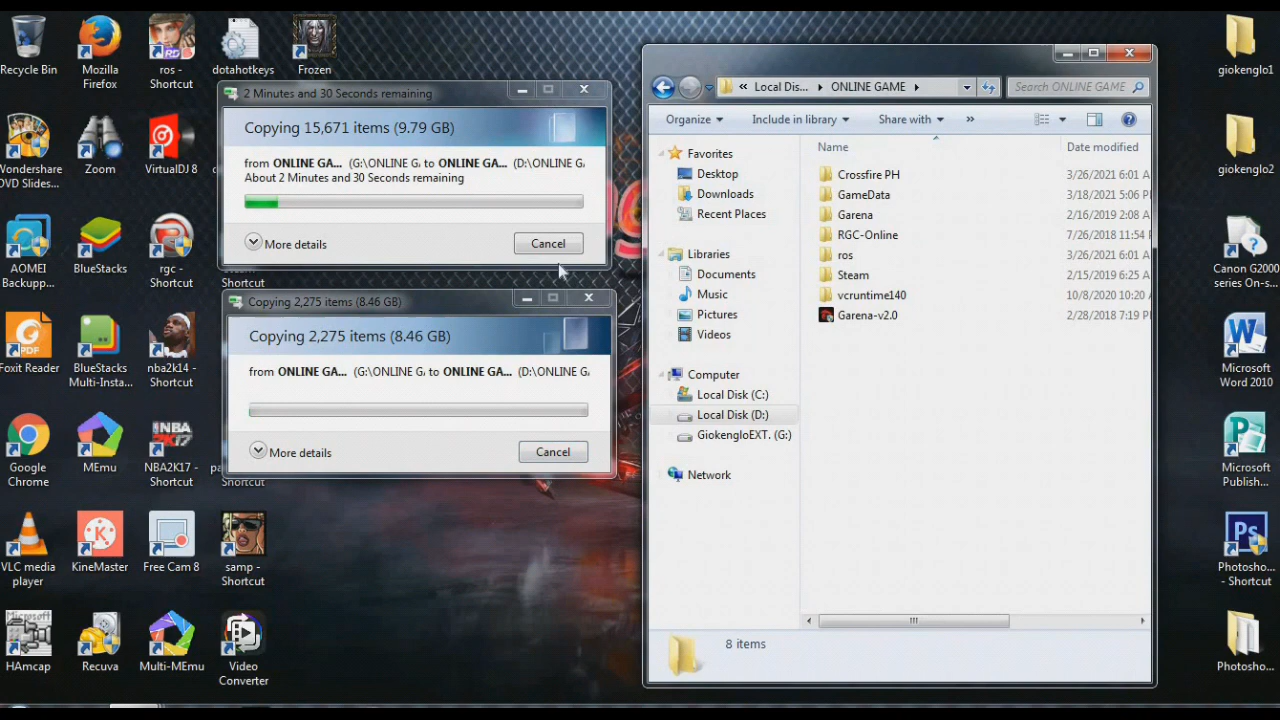 Recycle Bin
Mozilla
Firefox
ros -
Shortcut
dotahotkeys
Frozen
Wondershare
DVD Slides...
Zoom
VirtualDJ 8
AOMEI
Backupp...
BlueStacks
rgc -
Shortcut
Shortcut
Foxit Reader
BlueStacks
Multi-Insta...
nba2k14 -
Shortcut
Google
Chrome
MEmu
NBA2K17 -
Shortcut
Shortcut
VLC media
player
KineMaster
Free Cam 8
samp -
Shortcut
HAmcap
Recuva
Multi-MEmu
Video
Converter
2 Minutes and 30 Seconds remaining
Copying 15,671 items (9.79 GB)
from ONLINE GA... (G:\ONLINE G. to ONLINE GA... (D:\ONLINE G
About 2 Minutes and 30 Seconds remaining
More details
Cancel
Copying 2,275 items (8.46 GB)
Copying 2,275 items (8.46 GB)
from ONLINE GA... (G:\ONLINE G. to ONLINE GA... (D:\ONLINE G
More details
Cancel
« Local Dis... ▸ ONLINE GAME ▸
Search ONLINE GAME
Organize
Include in library
Share with
»
Favorites
Desktop
Downloads
Recent Places
Libraries
Documents
Music
Pictures
Videos
Computer
Local Disk (C:)
Local Disk (D:)
GiokengloEXT. (G:)
Network
Name
Date modified
Crossfire PH
3/26/2021 6:01 A
GameData
3/18/2021 5:06 P
Garena
2/16/2019 2:08 A
RGC-Online
7/26/2018 11:54
ros
3/26/2021 6:01 A
Steam
2/15/2019 6:25 A
vcruntime140
10/8/2020 10:20
Garena-v2.0
2/28/2018 7:19 P
8 items
giokenglo1
giokenglo2
Canon G2000
series On-s...
Microsoft
Word 2010
Microsoft
Publish...
Photosho...
- Shortcut
Photosho...